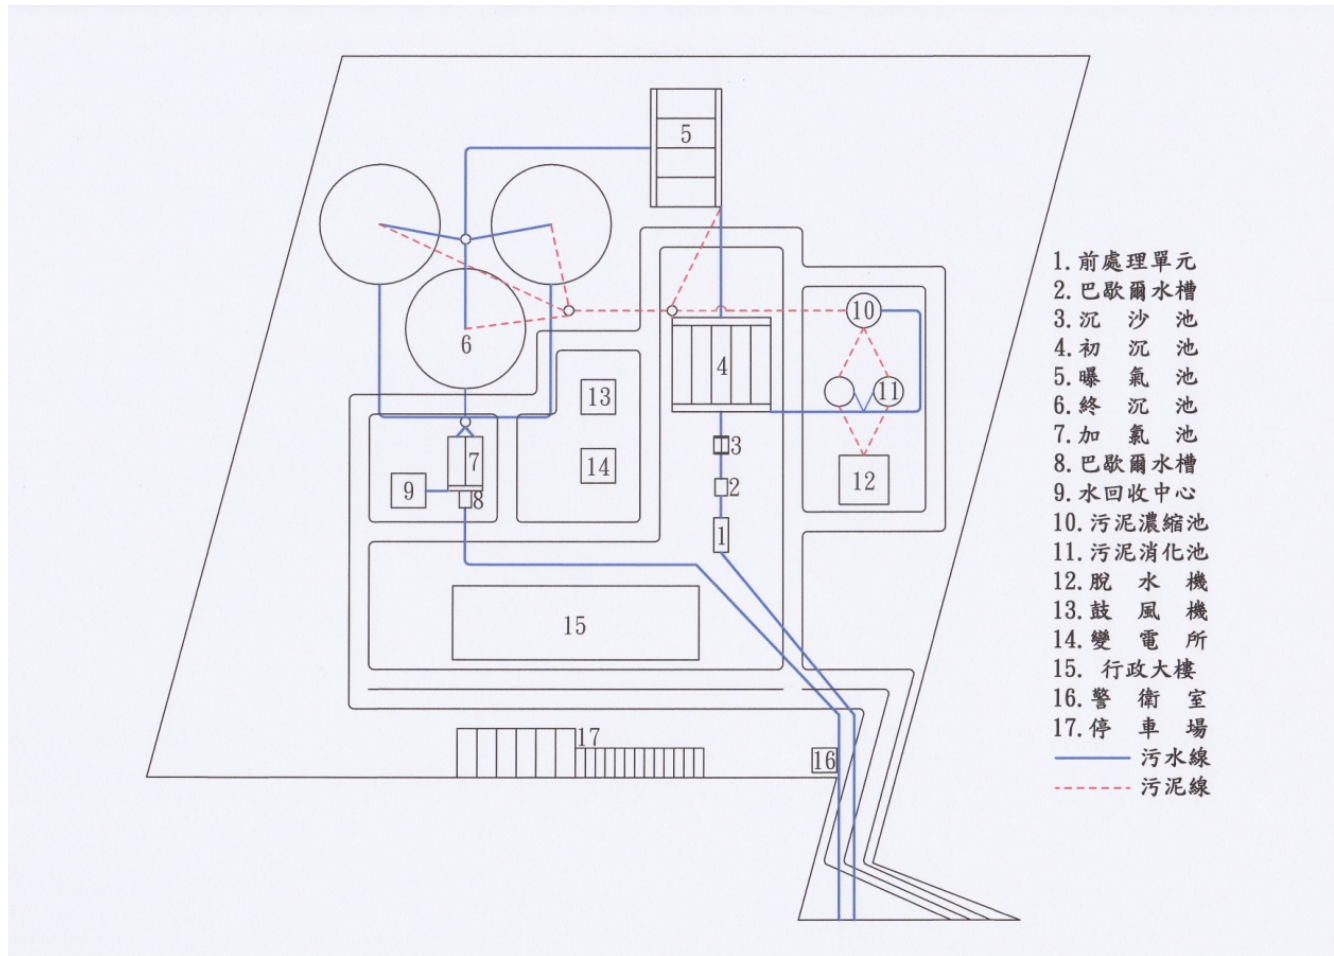 5
10
6
4
11
13
3
7
14
12
9
2
8
1
15
17
16
1.前處理單元
2.巴歇爾水槽
3.沉沙池
4.初沉池
5.曝氣池
6.終沉池
7.加氯池
8.巴歇爾水槽
9.水回收中心
10.污泥濃縮池
11.污泥消化池
12.脫水機
13.鼓風機
14.變電所
15.行政大樓
16.警衛室
17.停車場
污水線
污泥線